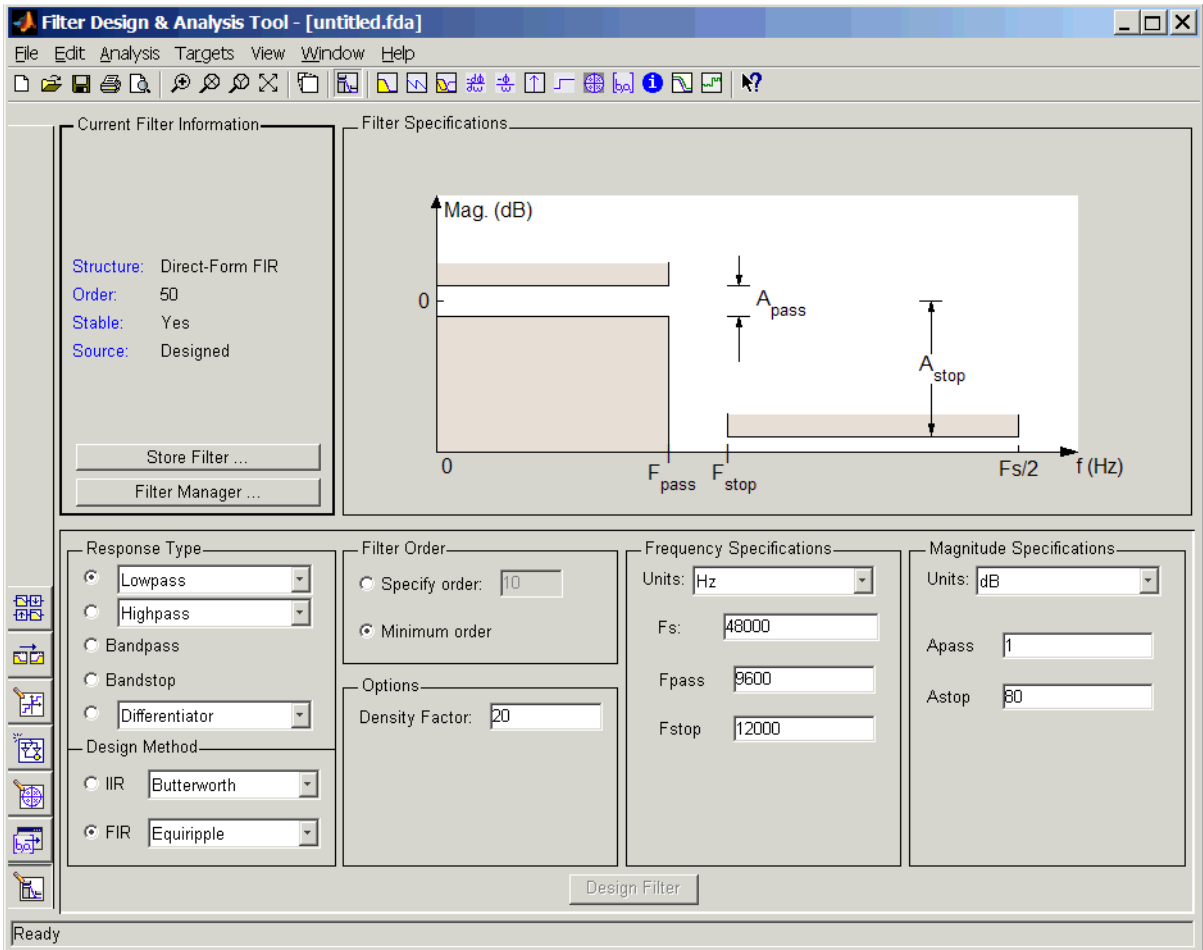 Filter Design & Analysis Tool - [untitled.fda]
File Edit Analysis Targets View Window Help
Current Filter Information
Structure: Direct-Form FIR
Order: 50
Stable: Yes
Source: Designed
Store Filter ...
Filter Manager ...
Filter Specifications
Mag. (dB)
0
A pass
A stop
0
F pass
F stop
Fs/2
f (Hz)
Response Type
Lowpass
Highpass
Bandpass
Bandstop
Differentiator
Design Method
IIR Butterworth
FIR Equiripple
Filter Order
Specify order: 10
Minimum order
Options
Density Factor: 20
Frequency Specifications
Units: Hz
Fs: 48000
Fpass 9600
Fstop 12000
Magnitude Specifications
Units: dB
Apass 1
Astop 80
Design Filter
Ready